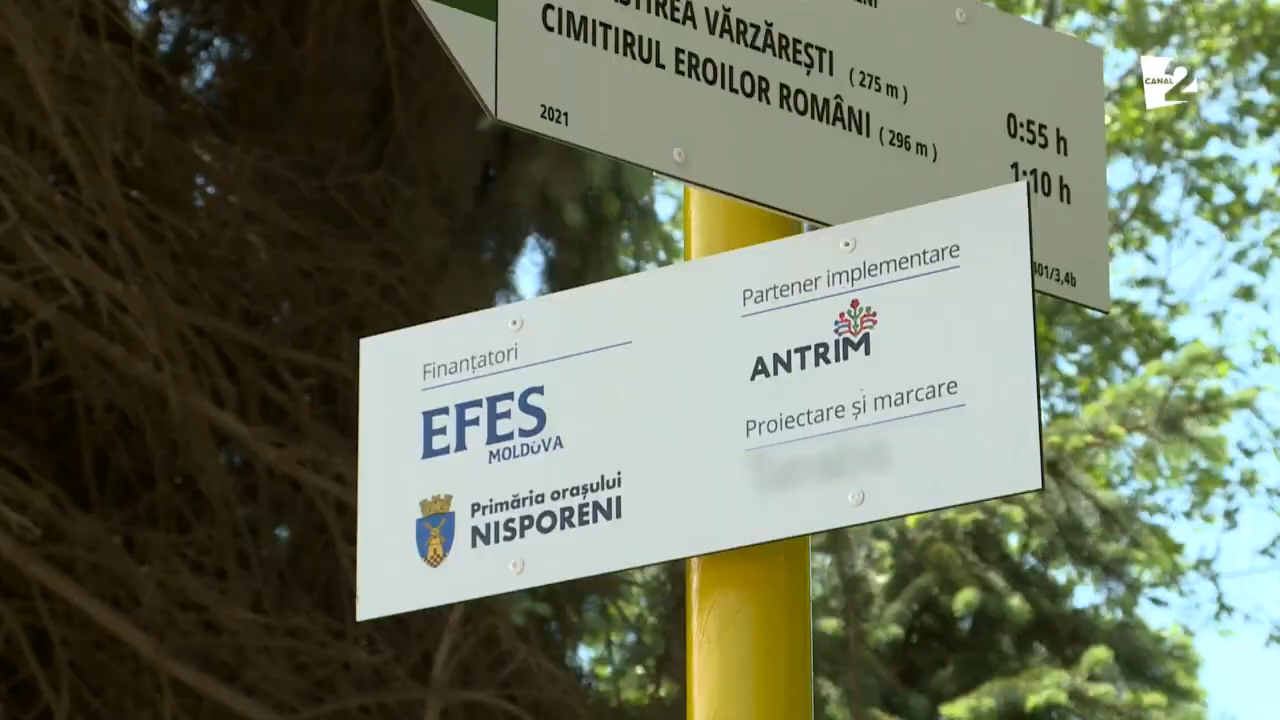 VĂRZĂREȘTI ( 275 m )
CIMITIRUL EROILOR ROMÂNI ( 296 m )
0:55 h
1:10 h
2021
CANAL 2
Finanțatori
EFES
MOLDOVA
Primăria orașului
NISPORENI
Partener implementare
ANTRIM
Proiectare și marcare